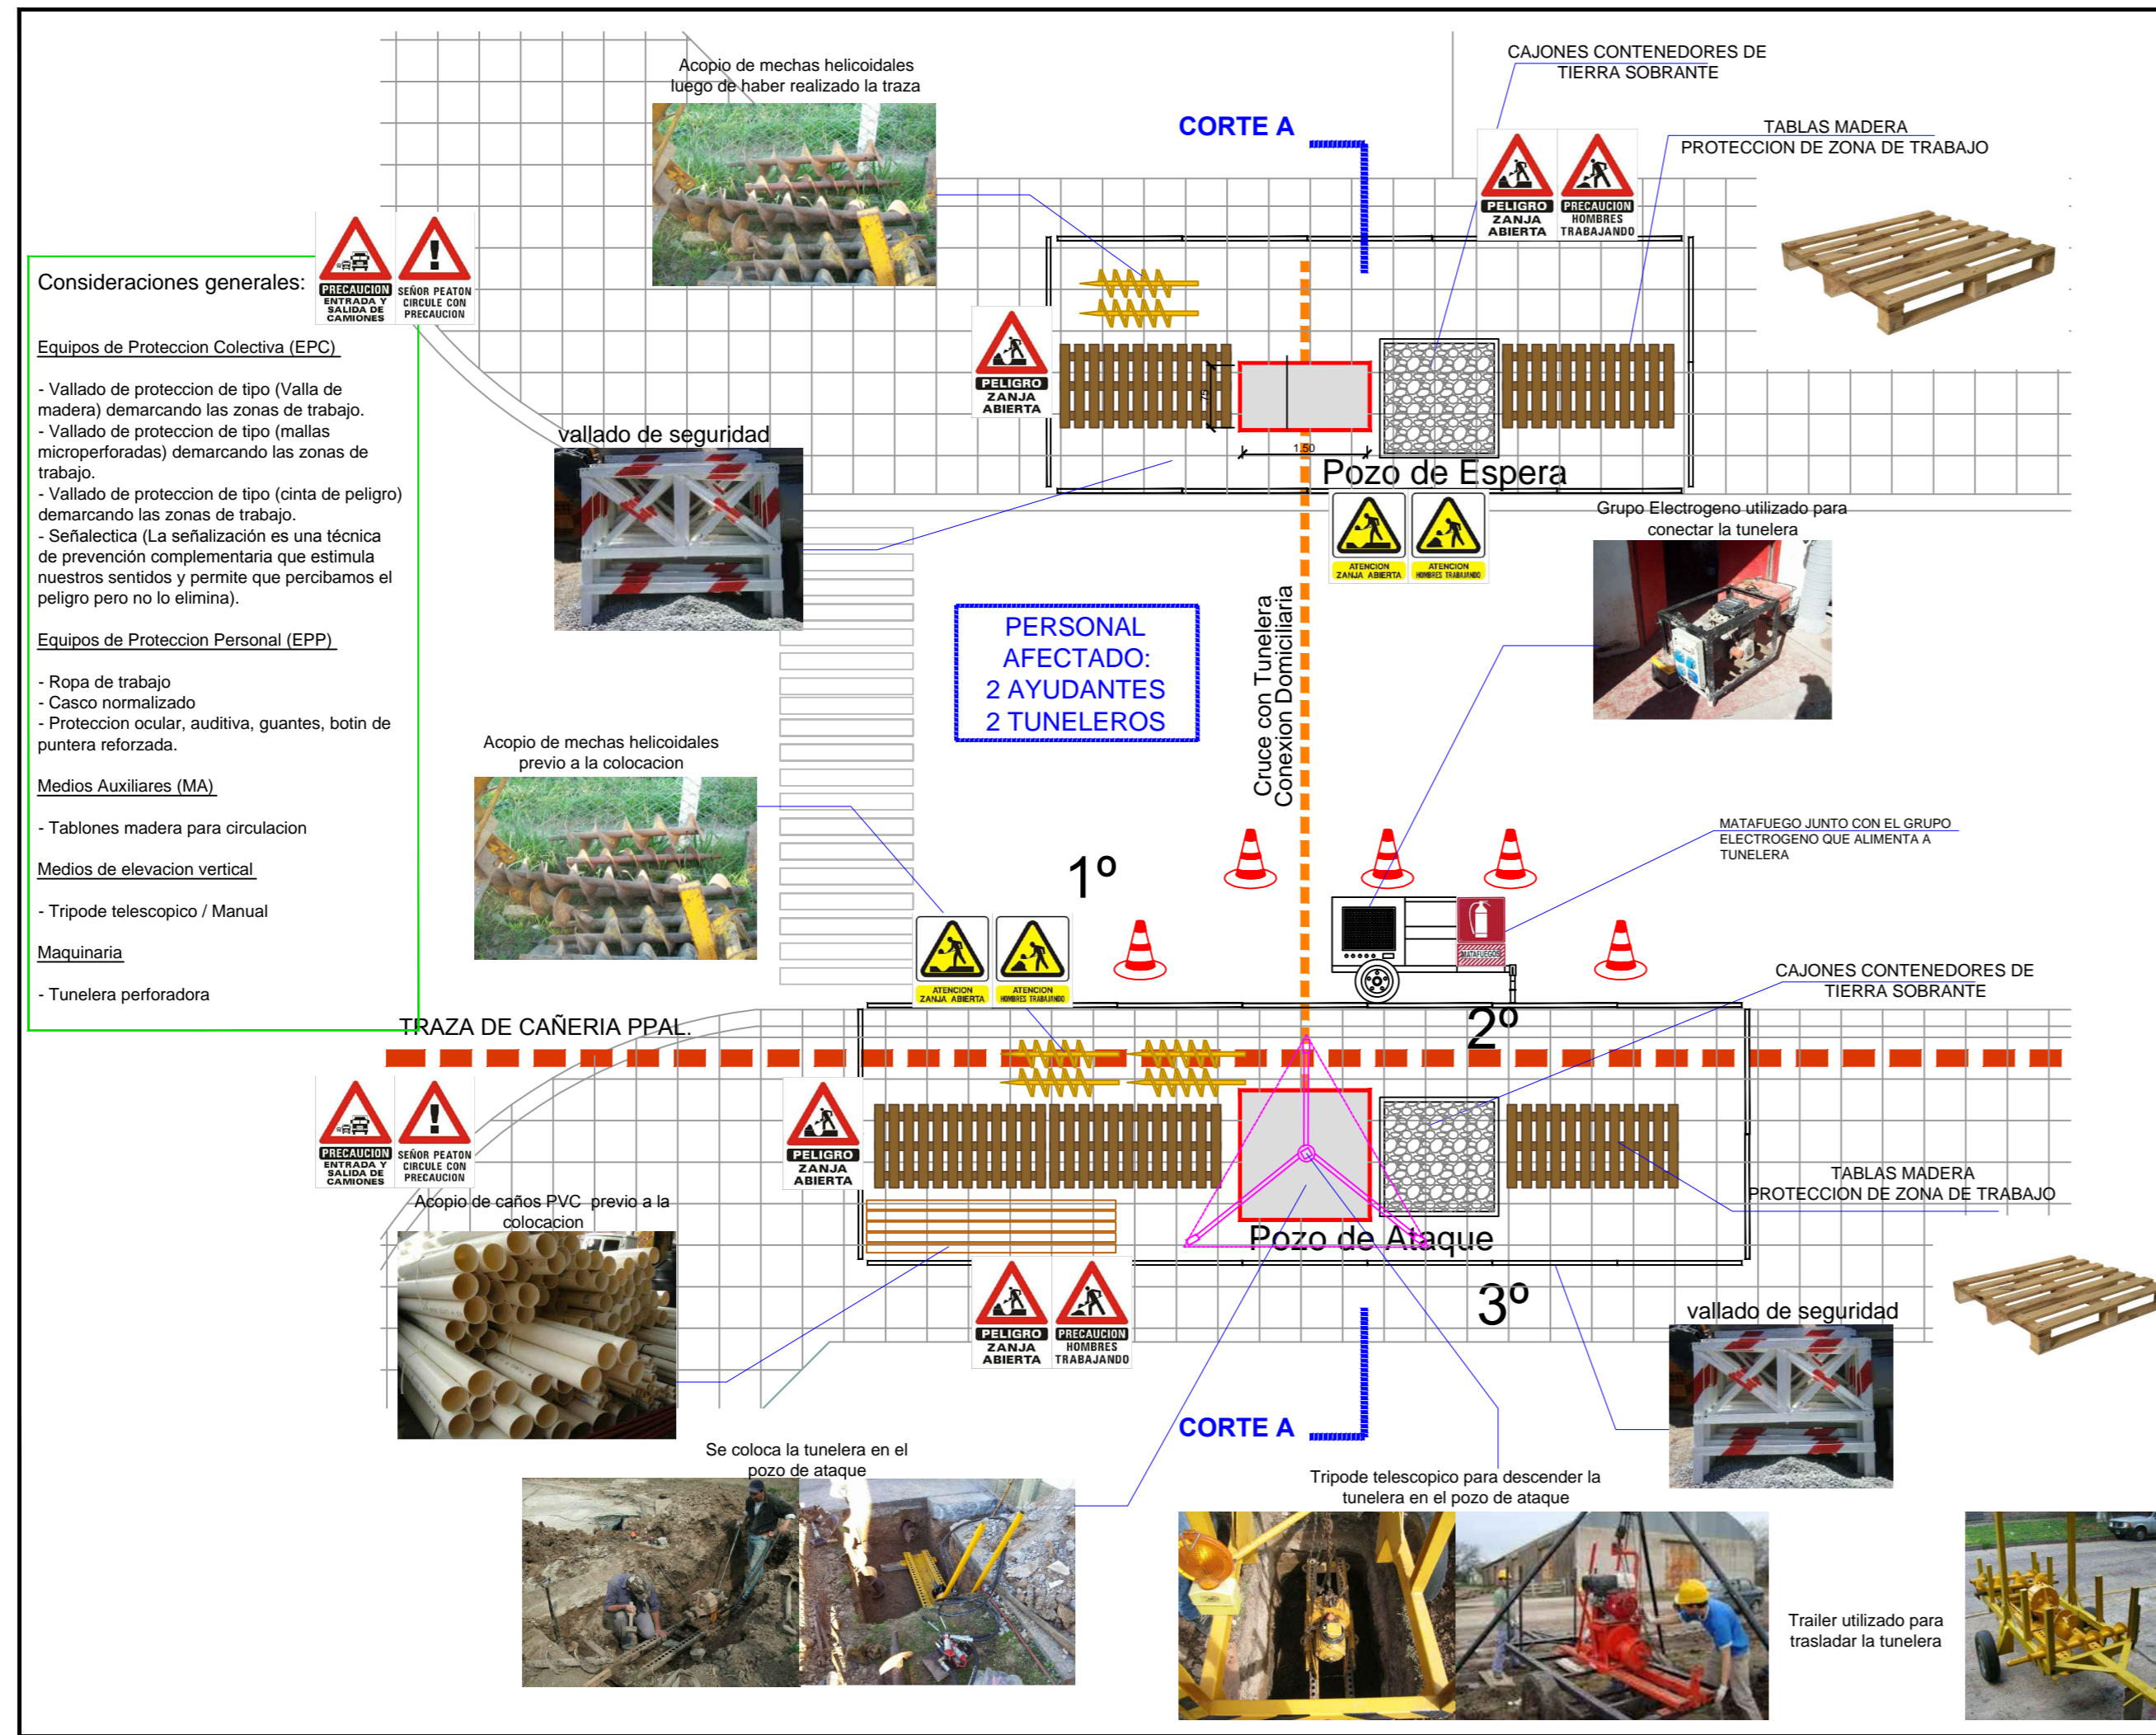 Acopio de mechas helicoidales
luego de haber realizado la traza
CORTE A
CAJONES CONTENEDORES DE
TIERRA SOBRANTE
TABLAS MADERA
PROTECCION DE ZONA DE TRABAJO
PELIGRO
ZANJA
ABIERTA
PRECAUCION
HOMBRES
TRABAJANDO
PRECAUCION
ENTRADA Y
SALIDA DE
CAMIONES
SEÑOR PEATON
CIRCULE CON
PRECAUCION
Consideraciones generales:
Equipos de Proteccion Colectiva (EPC)
- Vallado de proteccion de tipo (Valla de
madera) demarcando las zonas de trabajo.
- Vallado de proteccion de tipo (mallas
microperforadas) demarcando las zonas de
trabajo.
- Vallado de proteccion de tipo (cinta de peligro)
demarcando las zonas de trabajo.
- Señalectica (La señalización es una técnica
de prevención complementaria que estimula
nuestros sentidos y permite que percibamos el
peligro pero no lo elimina).
Equipos de Proteccion Personal (EPP)
- Ropa de trabajo
- Casco normalizado
- Proteccion ocular, auditiva, guantes, botin de
puntera reforzada.
Medios Auxiliares (MA)
- Tablones madera para circulacion
Medios de elevacion vertical
- Tripode telescopico / Manual
Maquinaria
- Tunelera perforadora
PELIGRO
ZANJA
ABIERTA
.75
1.50
Pozo de Espera
vallado de seguridad
ATENCION
ZANJA ABIERTA
ATENCION
HOMBRES TRABAJANDO
Grupo Electrogeno utilizado para
conectar la tunelera
PERSONAL
AFECTADO:
2 AYUDANTES
2 TUNELEROS
Cruce con Tunelera
Conexion Domiciliaria
Acopio de mechas helicoidales
previo a la colocacion
1º
MATAFUEGO JUNTO CON EL GRUPO
ELECTROGENO QUE ALIMENTA A
TUNELERA
MATAFUEGOS
ATENCION
ZANJA ABIERTA
ATENCION
HOMBRES TRABAJANDO
CAJONES CONTENEDORES DE
TIERRA SOBRANTE
2º
TRAZA DE CAÑERIA PPAL.
PRECAUCION
ENTRADA Y
SALIDA DE
CAMIONES
SEÑOR PEATON
CIRCULE CON
PRECAUCION
PELIGRO
ZANJA
ABIERTA
TABLAS MADERA
PROTECCION DE ZONA DE TRABAJO
Acopio de caños PVC previo a la
colocacion
Pozo de Ataque
PELIGRO
ZANJA
ABIERTA
PRECAUCION
HOMBRES
TRABAJANDO
3º
vallado de seguridad
CORTE A
Se coloca la tunelera en el
pozo de ataque
Tripode telescopico para descender la
tunelera en el pozo de ataque
Trailer utilizado para
trasladar la tunelera